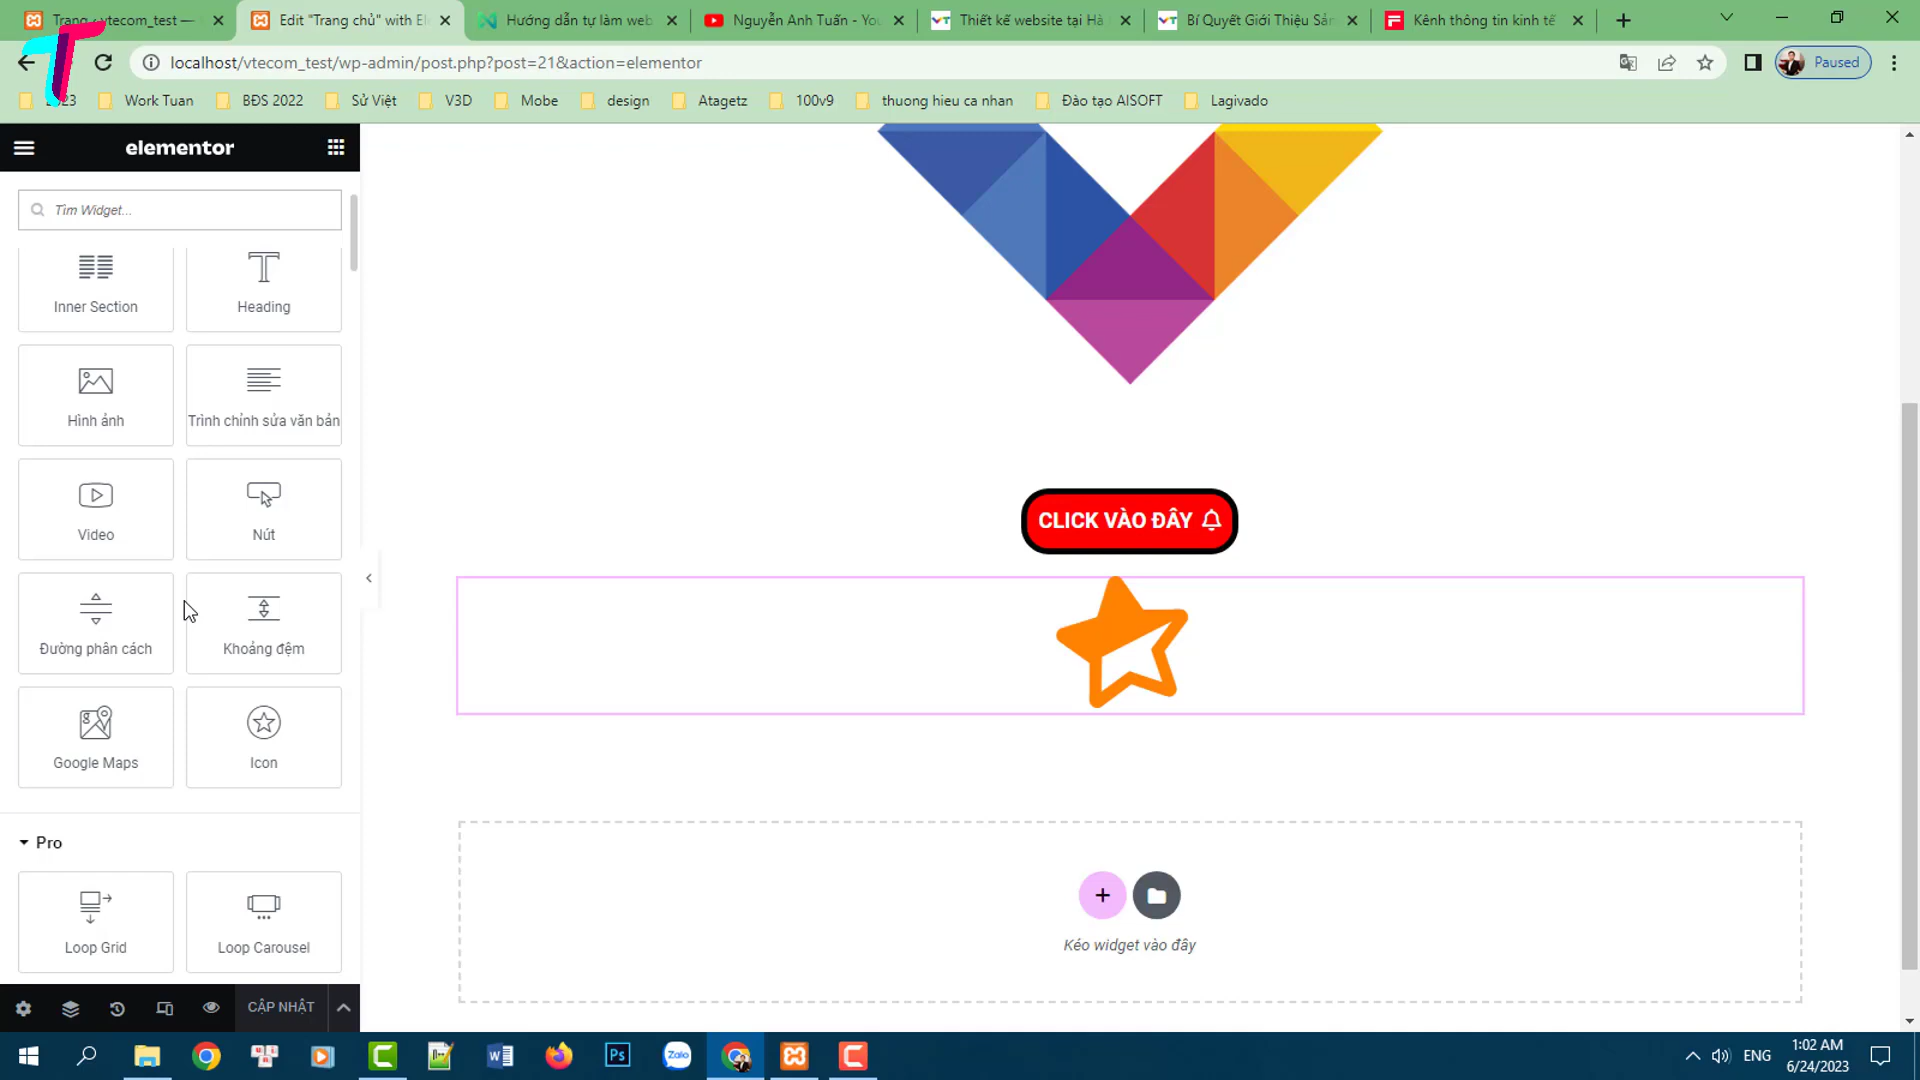 Trang ‹ vtecom_test —
Edit "Trang chủ" with El
Hướng dẫn tự làm web
Nguyễn Anh Tuấn - You
Thiết kế website tại Hà
Bí Quyết Giới Thiệu Sản
Kênh thông tin kinh tế
localhost/vtecom_test/wp-admin/post.php?post=21&action=elementor
Paused
Work Tuan
BĐS 2022
Sử Việt
V3D
Mobe
design
Atagetz
100v9
thuong hieu ca nhan
Đào tạo AISOFT
Lagivado
elementor
Tìm Widget...
Inner Section
Heading
Hình ảnh
Trình chỉnh sửa văn bản
Video
Nút
Đường phân cách
Khoảng đệm
Google Maps
Icon
Pro
Loop Grid
Loop Carousel
CẬP NHẬT
CLICK VÀO ĐÂY
Kéo widget vào đây
W
Ps
Zalo
ENG
1:02 AM
6/24/2023